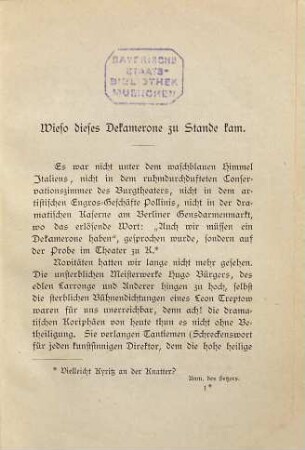 BAYERISCHE
STAATS-
BIBLIOTHEK
MUENCHEN
Wieso dieses Dekamerone zu Stande kam.
Es war nicht unter dem waschblauen Himmel
Italiens, nicht in dem ruhmdurchdufteten Conser-
vationszimmer des Burgtheaters, nicht in dem ar-
tistischen Engros-Geschäfte Pollinis, nicht in der dra-
matischen Kaserne am Berliner Gensdarmenmarkt,
wo das erlösende Wort: „Auch wir müssen ein
Dekamerone haben“, gesprochen wurde, sondern auf
der Probe im Theater zu K.*
Novitäten hatten wir lange nicht mehr gesehen.
Die unsterblichen Meisterwerke Hugo Bürgers, des
edlen Larronge und Anderer hingen zu hoch, selbst
die sterblichen Bühnendichtungen eines Leon Treptow
waren für uns unerreichbar, denn ach! die drama-
tischen Koriphäen von heute thun es nicht ohne Be-
theiligung. Sie verlangen Tantiemen (Schreckenswort
für jeden kunstsinnigen Direktor, dem die hohe heilige
* Vielleicht Kyritz an der Knatter?
Anm. des Setzers.
1*